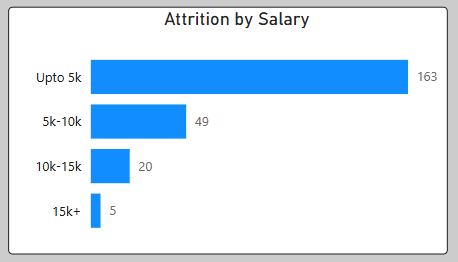 Attrition by Salary
Upto 5k 163
5k-10k 49
10k-15k 20
15k+ 5